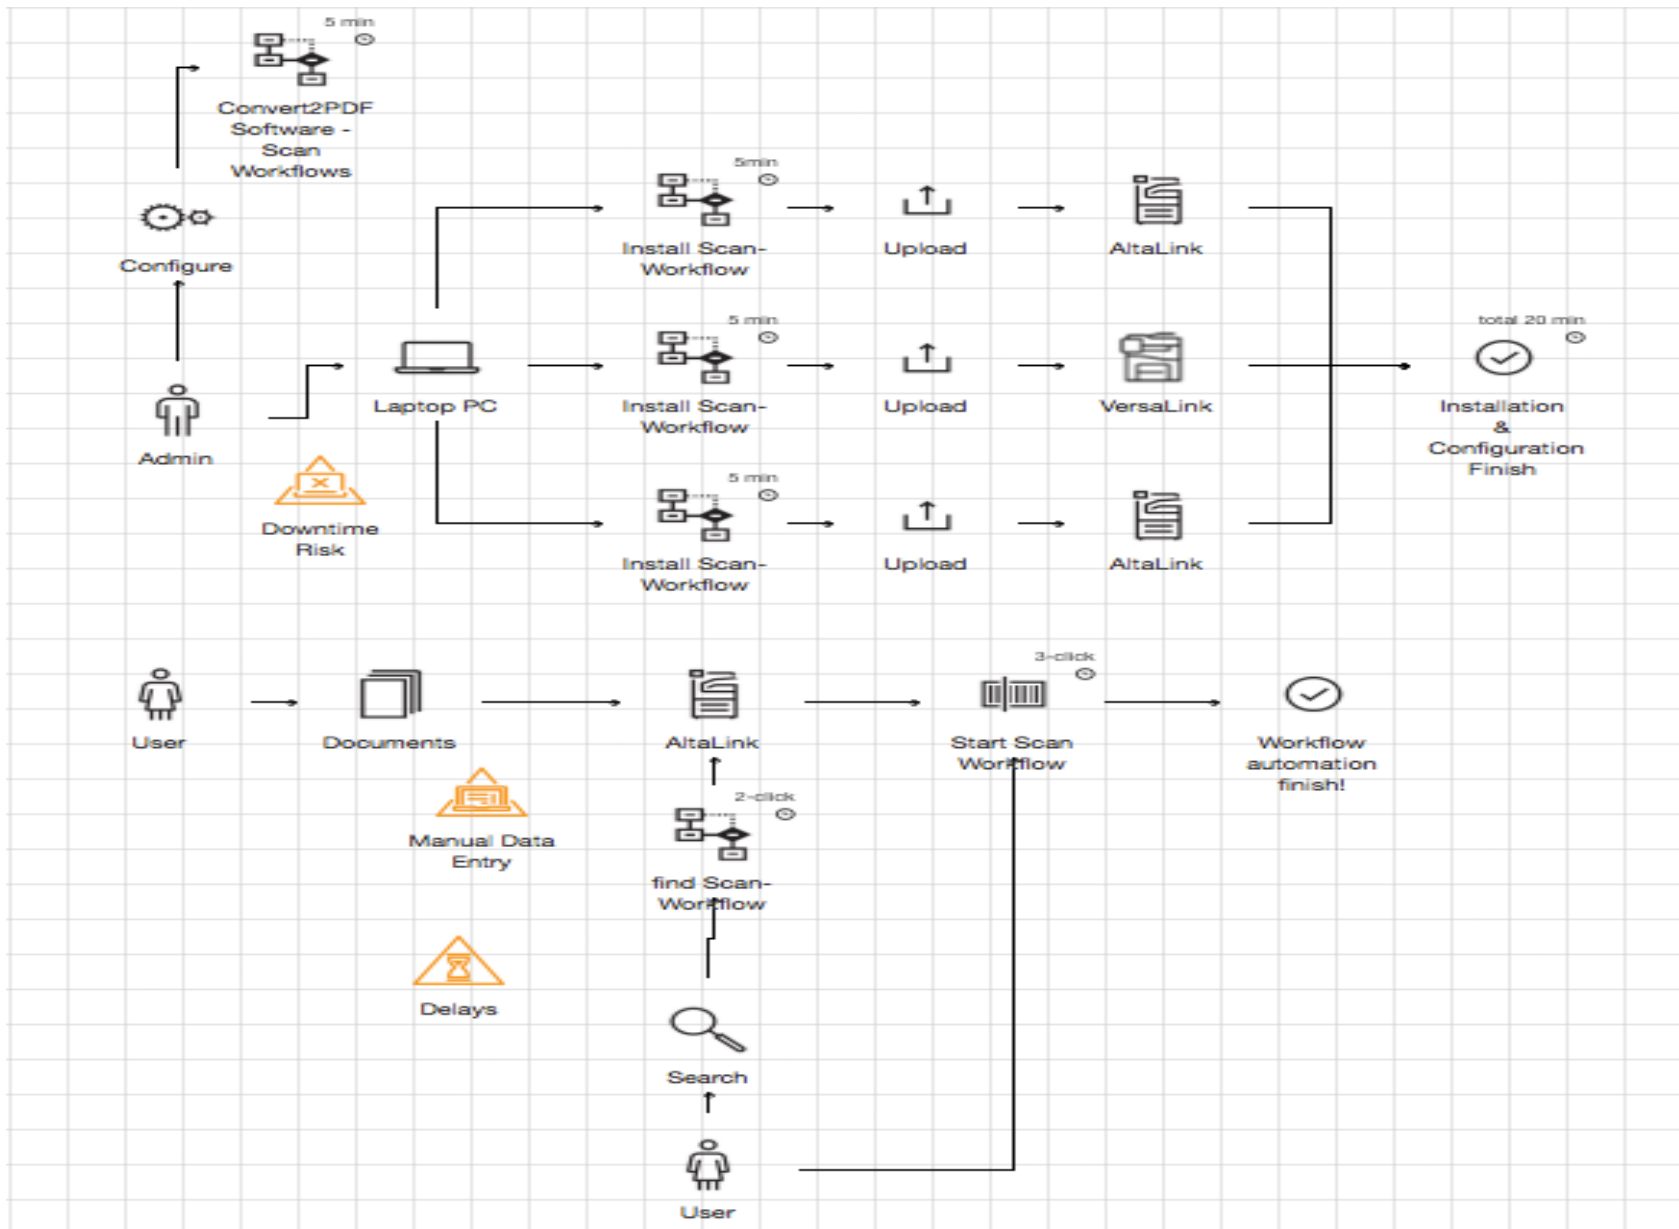 5 min
Convert2PDF
Software -
Scan
Workflows
Configure
Admin
Downtime
Risk
Laptop PC
5min
Install Scan-
Workflow
Upload
AltaLink
5 min
Install Scan-
Workflow
Upload
VersaLink
5 min
Install Scan-
Workflow
Upload
AltaLink
total 20 min
Installation
&
Configuration
Finish
User
Documents
AltaLink
3-click
Start Scan
Workflow
Workflow
automation
finish!
Manual Data
Entry
2-click
find Scan-
Workflow
Delays
Search
User